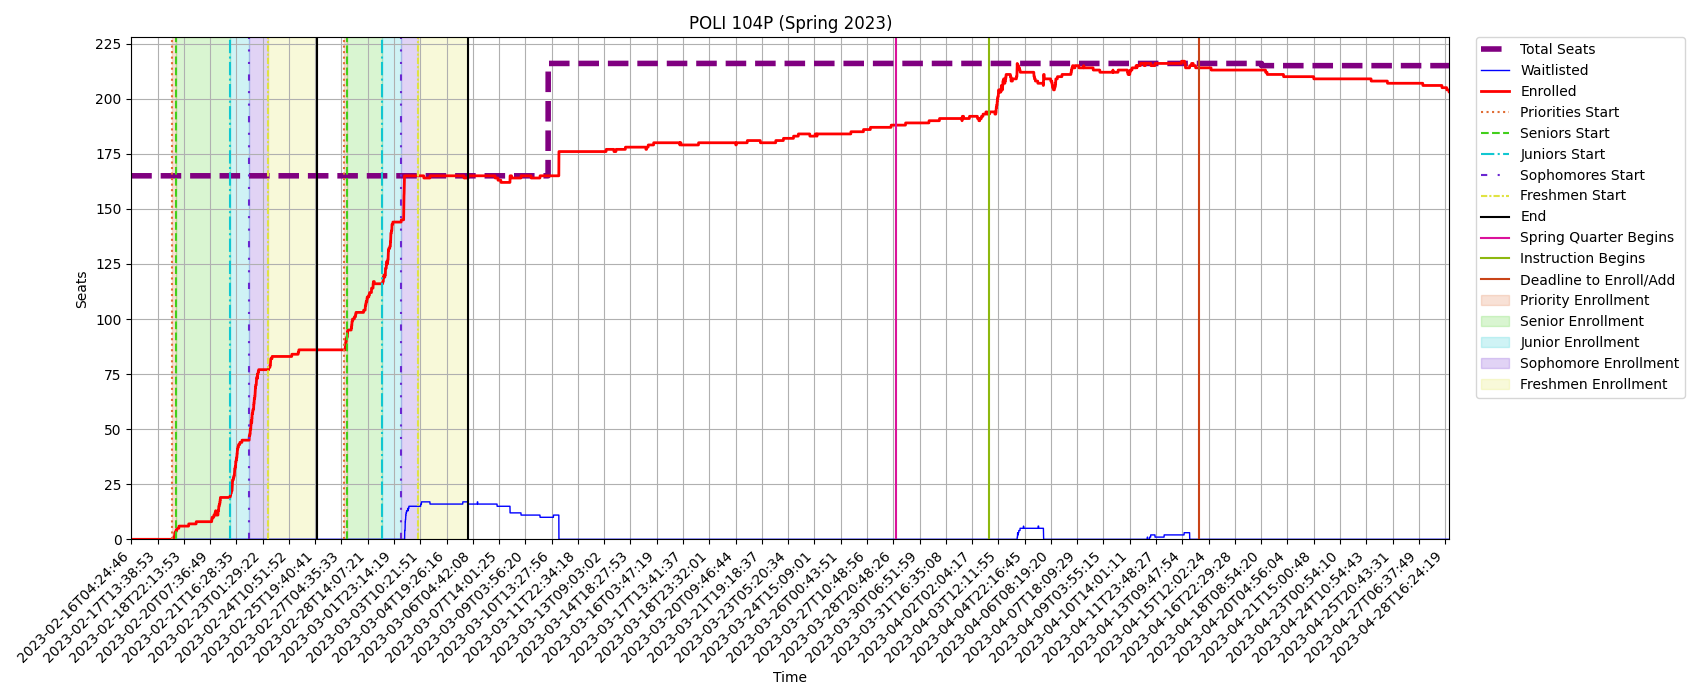 POLI 104P (Spring 2023)
Seats
225
200
175
150
125
100
75
50
25
0
2023-02-16T04:24:46
2023-02-17T13:38:53
2023-02-18T22:13:53
2023-02-20T07:36:49
2023-02-21T16:28:35
2023-02-23T01:29:22
2023-02-24T10:51:52
2023-02-25T19:40:41
2023-02-27T04:35:33
2023-02-28T14:07:21
2023-03-01T23:14:19
2023-03-03T10:21:51
2023-03-04T19:26:16
2023-03-06T04:42:08
2023-03-07T14:01:25
2023-03-09T03:56:20
2023-03-10T13:27:56
2023-03-11T22:34:18
2023-03-13T09:03:02
2023-03-14T18:27:53
2023-03-16T03:47:19
2023-03-17T13:41:37
2023-03-18T23:32:01
2023-03-20T09:46:44
2023-03-21T19:18:37
2023-03-23T05:20:34
2023-03-24T15:09:01
2023-03-26T00:43:51
2023-03-27T10:48:56
2023-03-28T20:48:26
2023-03-30T06:51:59
2023-03-31T16:35:08
2023-04-02T02:04:17
2023-04-03T12:11:55
2023-04-04T22:16:45
2023-04-06T08:19:20
2023-04-07T18:09:29
2023-04-09T03:55:15
2023-04-10T14:01:11
2023-04-11T23:48:27
2023-04-13T09:47:54
2023-04-15T12:02:24
2023-04-16T22:29:28
2023-04-18T08:54:20
2023-04-20T04:56:04
2023-04-21T15:00:48
2023-04-23T00:54:10
2023-04-24T10:54:43
2023-04-25T20:43:31
2023-04-27T06:37:49
2023-04-28T16:24:19
Time
Total Seats
Waitlisted
Enrolled
Priorities Start
Seniors Start
Juniors Start
Sophomores Start
Freshmen Start
End
Spring Quarter Begins
Instruction Begins
Deadline to Enroll/Add
Priority Enrollment
Senior Enrollment
Junior Enrollment
Sophomore Enrollment
Freshmen Enrollment